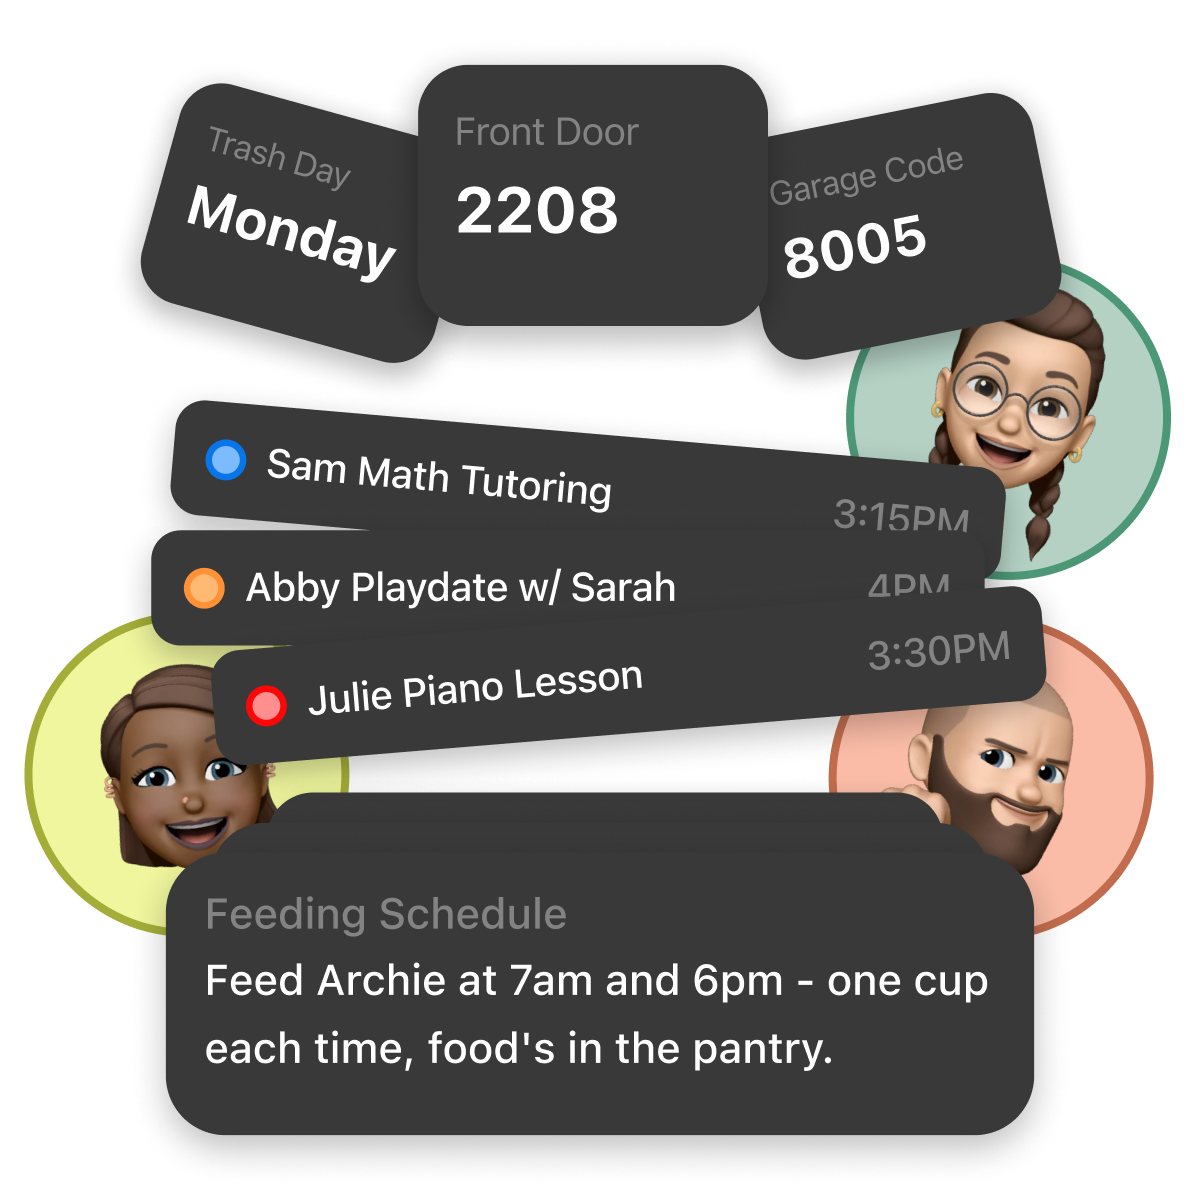 Trash Day
Monday
Front Door
2208
Garage Code
8005
Sam Math Tutoring
3:15PM
Abby Playdate w/ Sarah
4PM
Julie Piano Lesson
3:30PM
Feeding Schedule
Feed Archie at 7am and 6pm - one cup
each time, food's in the pantry.